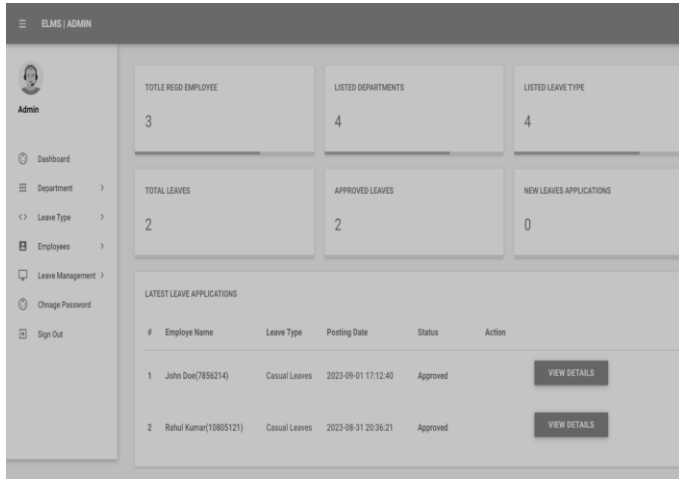 ELMS | ADMIN
Admin
Dashboard
Department
Leave Type
Employees
Leave Management
Chnage Password
Sign Out
TOTLE REGD EMPLOYEE
3
LISTED DEPARTMENTS
4
LISTED LEAVE TYPE
4
TOTAL LEAVES
2
APPROVED LEAVES
2
NEW LEAVES APPLICATIONS
0
LATEST LEAVE APPLICATIONS
# Employe Name Leave Type Posting Date Status Action
1 John Doe(7856214) Casual Leaves 2023-09-01 17:12:40 Approved VIEW DETAILS
2 Rahul Kumar(10805121) Casual Leaves 2023-08-31 20:36:21 Approved VIEW DETAILS